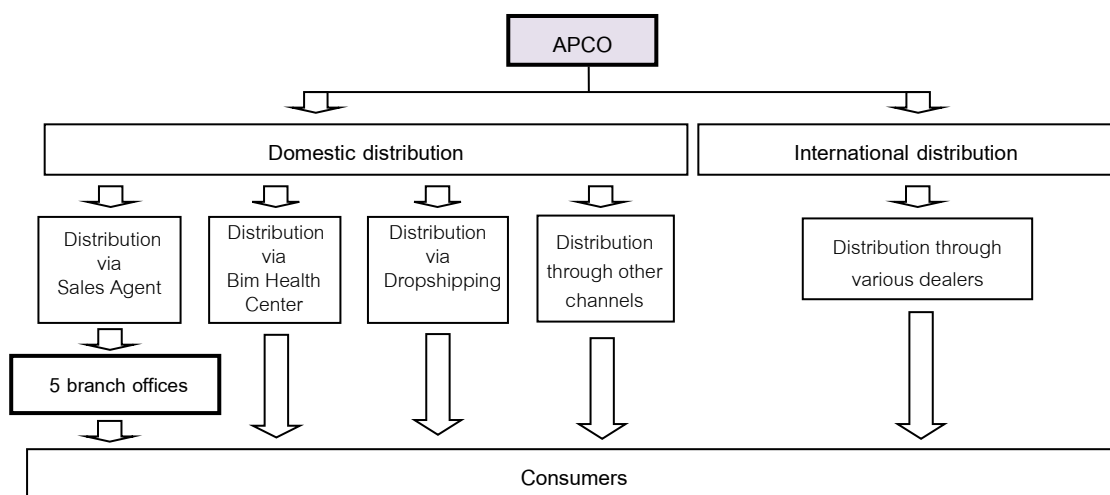 APCO
Domestic distribution
International distribution
Distribution
via
Sales Agent
Distribution
via
Bim Health
Center
Distribution
via
Dropshipping
Distribution
through other
channels
Distribution through
various dealers
5 branch offices
Consumers